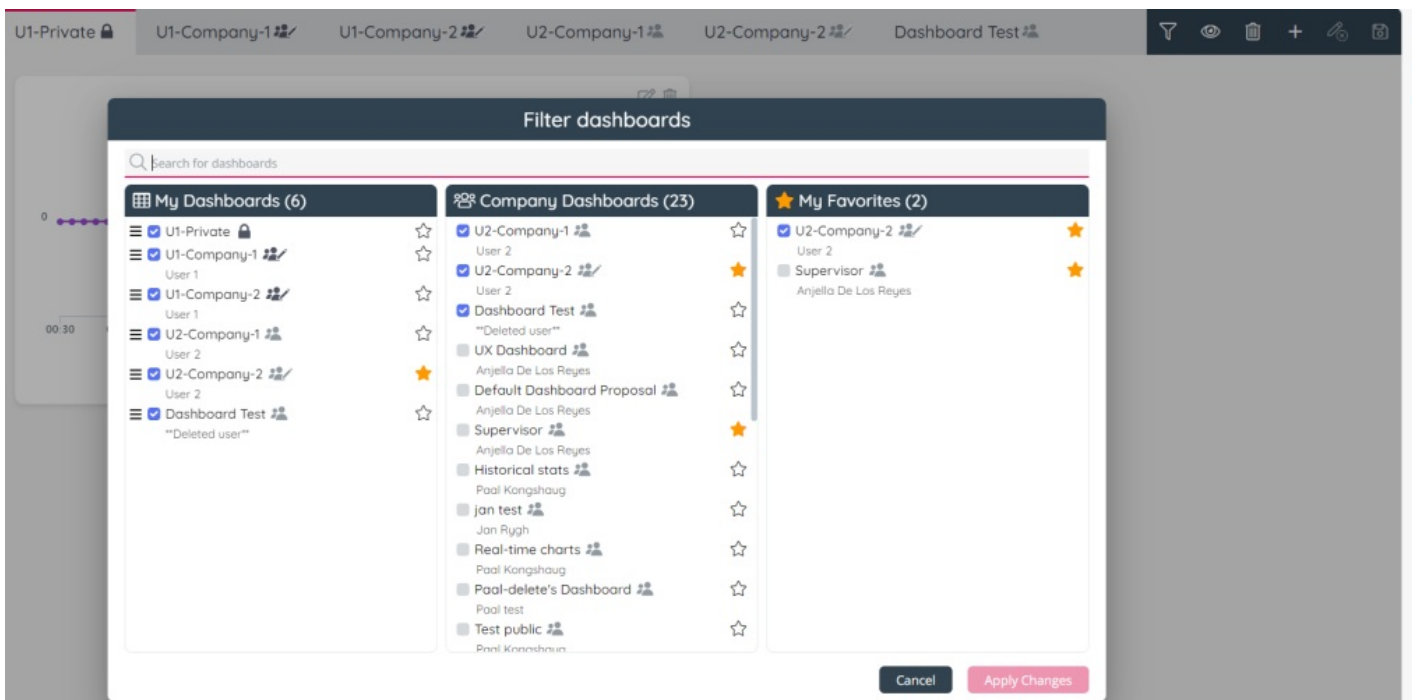 U1-Private U1-Company-1 U1-Company-2 U2-Company-1 U2-Company-2 Dashboard Test
Filter dashboards
Search for dashboards
My Dashboards (6)
U1-Private
U1-Company-1
User 1
U1-Company-2
User 1
U2-Company-1
User 2
U2-Company-2
User 2
Dashboard Test
**Deleted user**
Company Dashboards (23)
U2-Company-1
User 2
U2-Company-2
User 2
Dashboard Test
**Deleted user**
UX Dashboard
Anjella De Los Reyes
Default Dashboard Proposal
Anjella De Los Reyes
Supervisor
Anjella De Los Reyes
Historical stats
Paal Kongshaug
jan test
Jan Rygh
Real-time charts
Paal Kongshaug
Paal-delete's Dashboard
Paal test
Test public
Paal Kongshaug
My Favorites (2)
U2-Company-2
User 2
Supervisor
Anjella De Los Reyes
0
00:30
Cancel Apply Changes